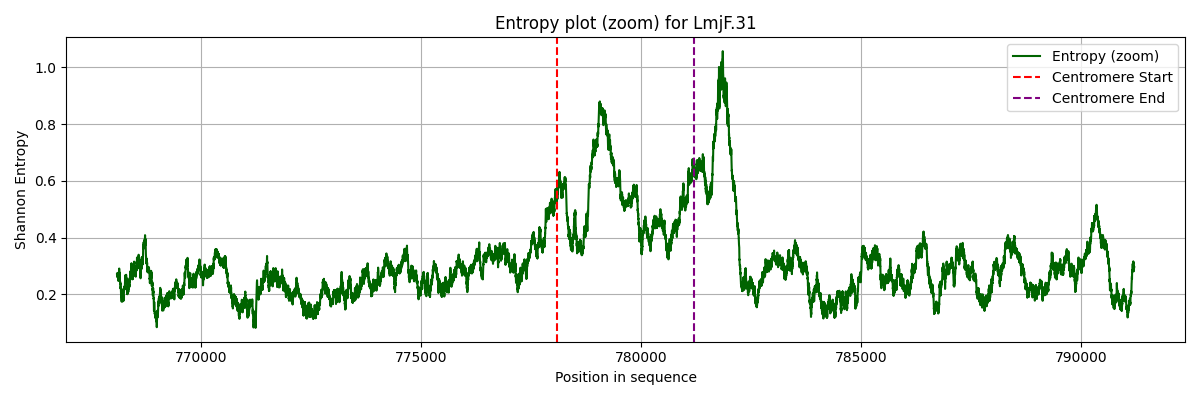 Entropy plot (zoom) for LmjF.31
Shannon Entropy
1.0
0.8
0.6
0.4
0.2
Entropy (zoom)
Centromere Start
Centromere End
770000 775000 780000 785000 790000
Position in sequence